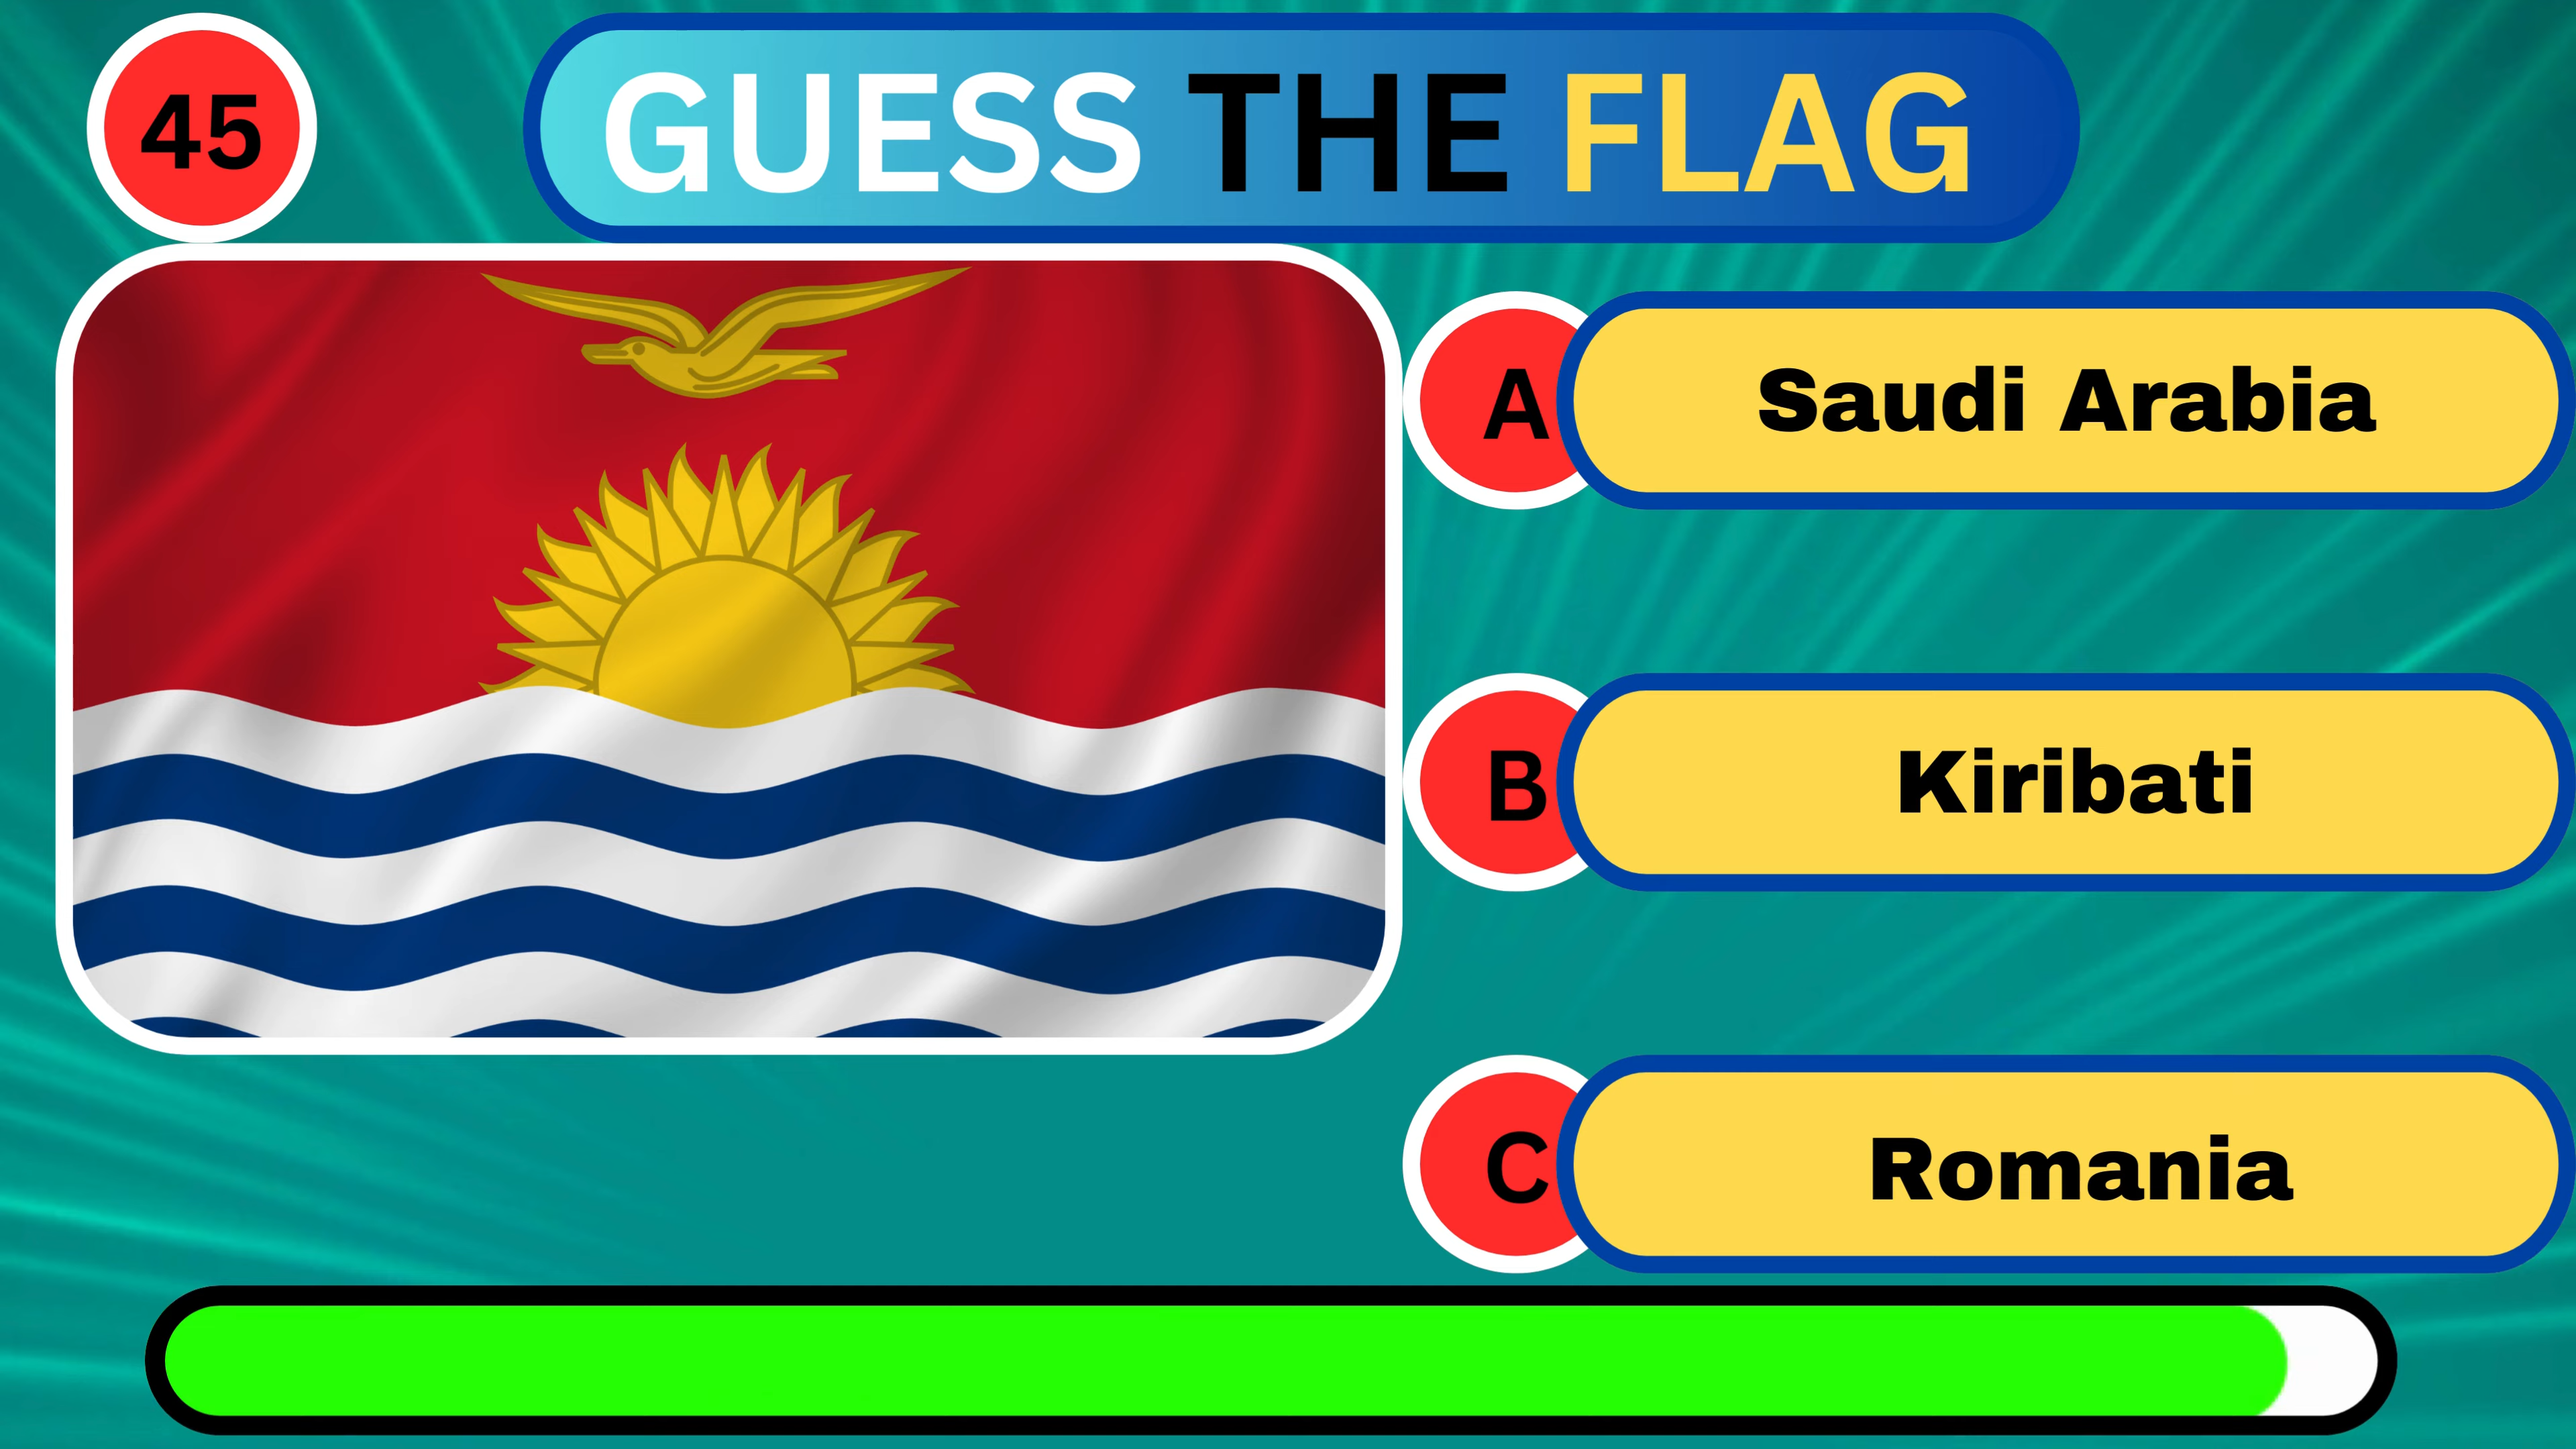 45
GUESS THE FLAG
A
Saudi Arabia
B
Kiribati
C
Romania